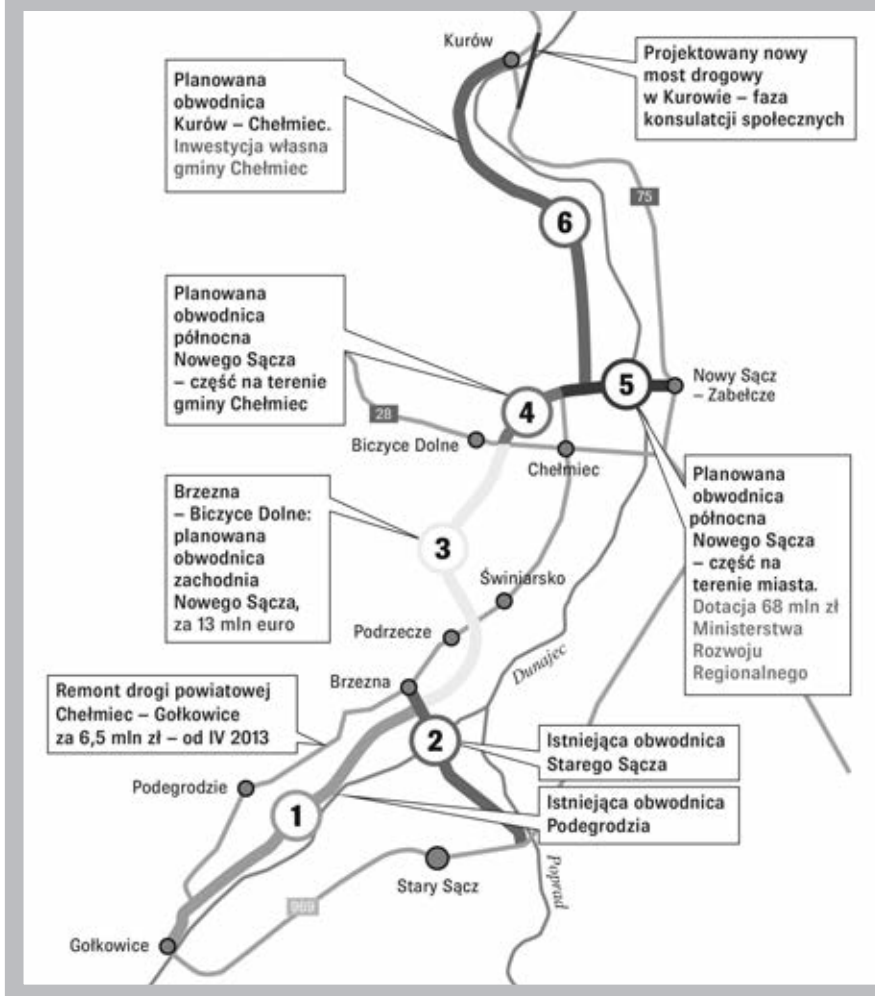 Kurów
Projektowany nowy
most drogowy
w Kurowie – faza
konsulatcji społecznych
Planowana
obwodnica
Kurów – Chełmiec.
Inwestycja własna
gminy Chełmiec
6
75
Planowana
obwodnica
północna
Nowego Sącza
– część na terenie
gminy Chełmiec
5
Nowy Sącz
– Zabełcze
4
28
Biczyce Dolne
Chełmiec
Planowana
obwodnica
północna
Nowego Sącza
– część na
terenie miasta.
Dotacja 68 mln zł
Ministerstwa
Rozwoju
Regionalnego
Brzezna
– Biczyce Dolne:
planowana
obwodnica
zachodnia
Nowego Sącza,
za 13 mln euro
3
Świniarsko
Podrzecze
Dunajec
Brzezna
Remont drogi powiatowej
Chełmiec – Gołkowice
za 6,5 mln zł – od IV 2013
2
Istniejąca obwodnica
Starego Sącza
Podegrodzie
1
Istniejąca obwodnica
Podegrodzia
Stary Sącz
Poprad
969
Gołkowice